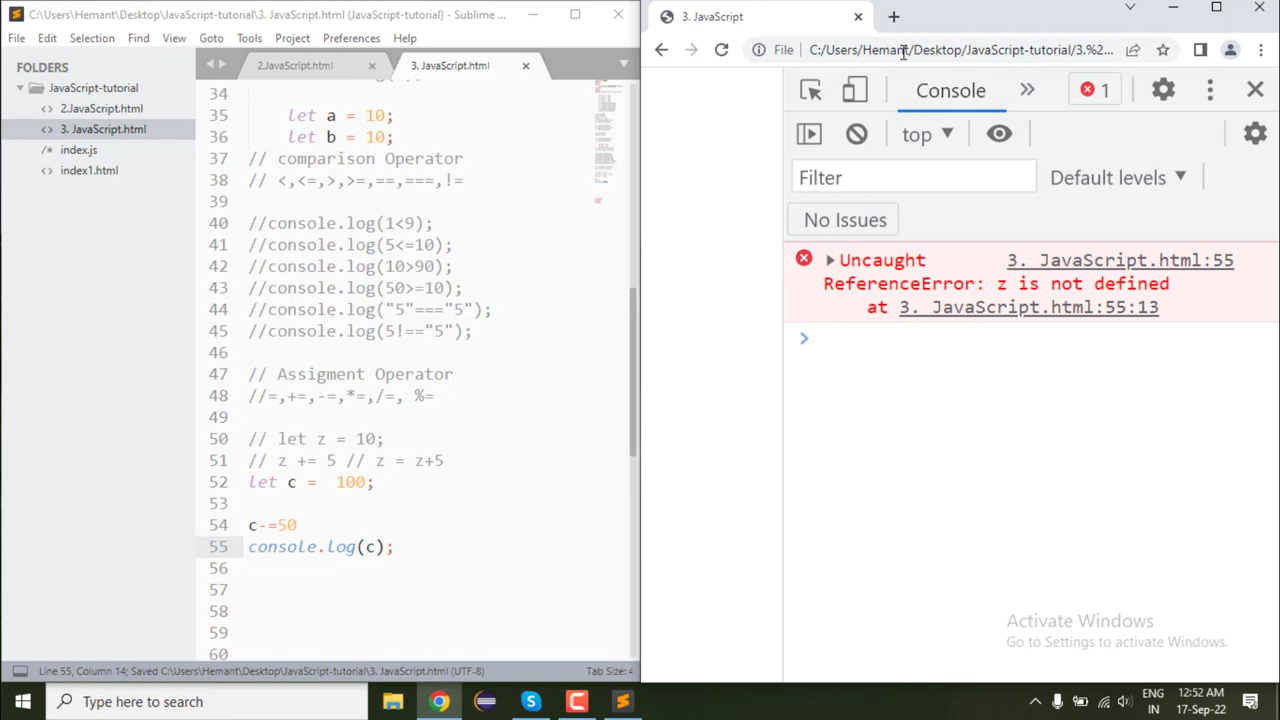 C:\Users\Hemant\Desktop\JavaScript-tutorial\3. JavaScript.html (JavaScript-tutorial) - Sublime ...
File Edit Selection Find View Goto Tools Project Preferences Help
FOLDERS
JavaScript-tutorial
2.JavaScript.html
3. JavaScript.html
index.js
index1.html
2.JavaScript.html
3. JavaScript.html
34
35 let a = 10;
36 let b = 10;
37 // comparison Operator
38 // <,<=,>,>=,==,===,!=
39
40 //console.log(1<9);
41 //console.log(5<=10);
42 //console.log(10>90);
43 //console.log(50>=10);
44 //console.log("5"==="5");
45 //console.log(5!=="5");
46
47 // Assigment Operator
48 //=,+=,-=,*=,/=, %=
49
50 // let z = 10;
51 // z += 5 // z = z+5
52 let c =  100;
53
54 c-=50
55 console.log(c);
56
57
58
59
60
Line 55, Column 14; Saved C:\Users\Hemant\Desktop\JavaScript-tutorial\3. JavaScript.html (UTF-8)
Tab Size: 4
3. JavaScript
File C:/Users/Hemant/Desktop/JavaScript-tutorial/3.%2...
Console
1
top
Filter
Default levels
No Issues
Uncaught 3. JavaScript.html:55
ReferenceError: z is not defined
at 3. JavaScript.html:55:13
Activate Windows
Go to Settings to activate Windows.
Type here to search
ENG
IN
12:52 AM
17-Sep-22